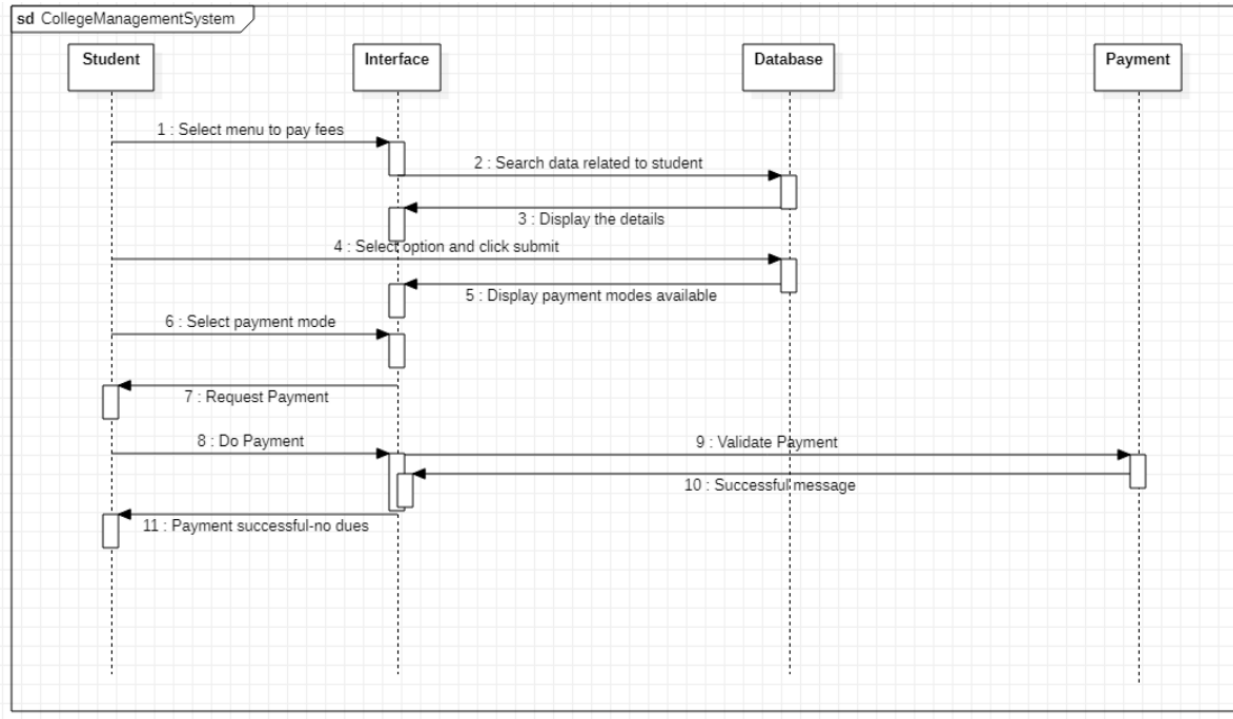 sd CollegeManagementSystem
Student
Interface
Database
Payment
1 : Select menu to pay fees
2 : Search data related to student
3 : Display the details
4 : Select option and click submit
5 : Display payment modes available
6 : Select payment mode
7 : Request Payment
8 : Do Payment
9 : Validate Payment
10 : Successful message
11 : Payment successful-no dues